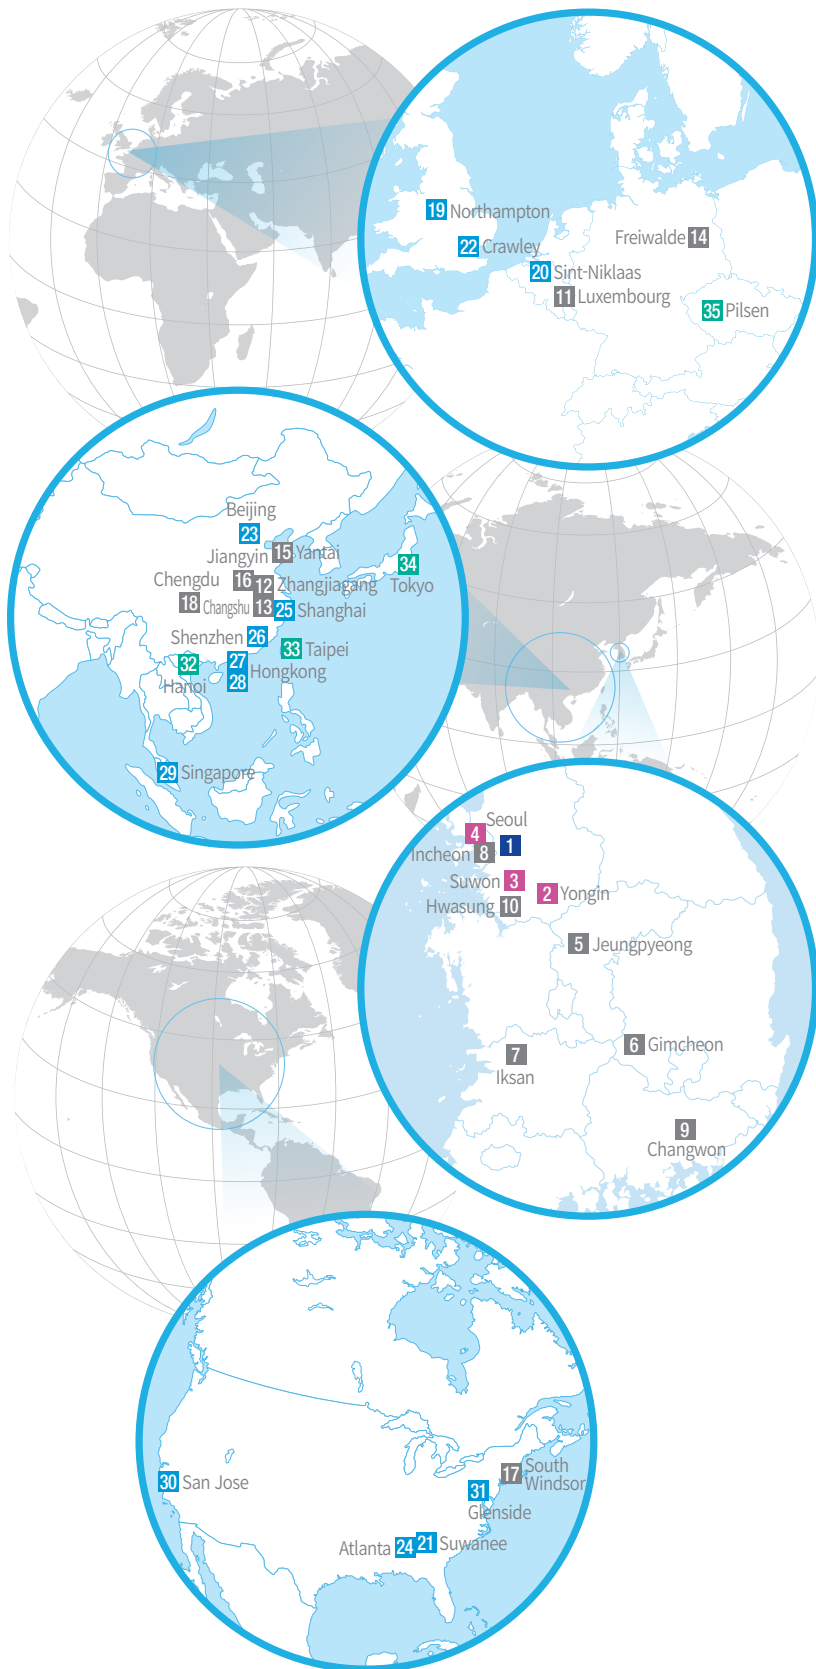 19 Northampton
22 Crawley
Freiwalde 14
20 Sint-Niklaas
11 Luxembourg
35 Pilsen
Beijing
23
Jiangyin 15 Yantai
34
Tokyo
Chengdu 16 12 Zhangjiagang
18 Changshu 13 25 Shanghai
Shenzhen 26
33 Taipei
32
Hanoi
27
Hongkong
28
29 Singapore
Seoul
4
1
Incheon 8
Suwon 3
2 Yongin
Hwasung 10
5 Jeungpyeong
6 Gimcheon
7
Iksan
9
Changwon
30 San Jose
17 South
Windsor
31
Glenside
Atlanta 24 21 Suwanee